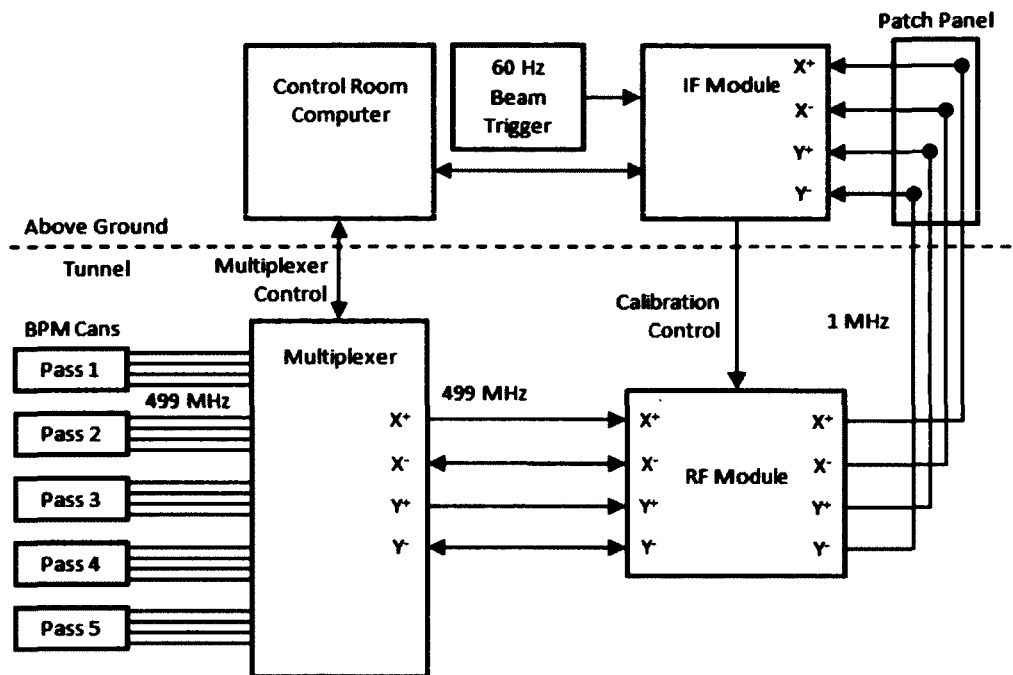 Patch Panel
Control Room
Computer
60 Hz
Beam
Trigger
IF Module
X+
X-
Y+
Y-
Above Ground
Tunnel
Multiplexer
Control
Calibration
Control
1 MHz
BPM Cans
Pass 1
499 MHz
Pass 2
Pass 3
Pass 4
Pass 5
Multiplexer
X+
X-
Y+
Y-
499 MHz
X+
X-
Y+
Y-
RF Module
X+
X-
Y+
Y-